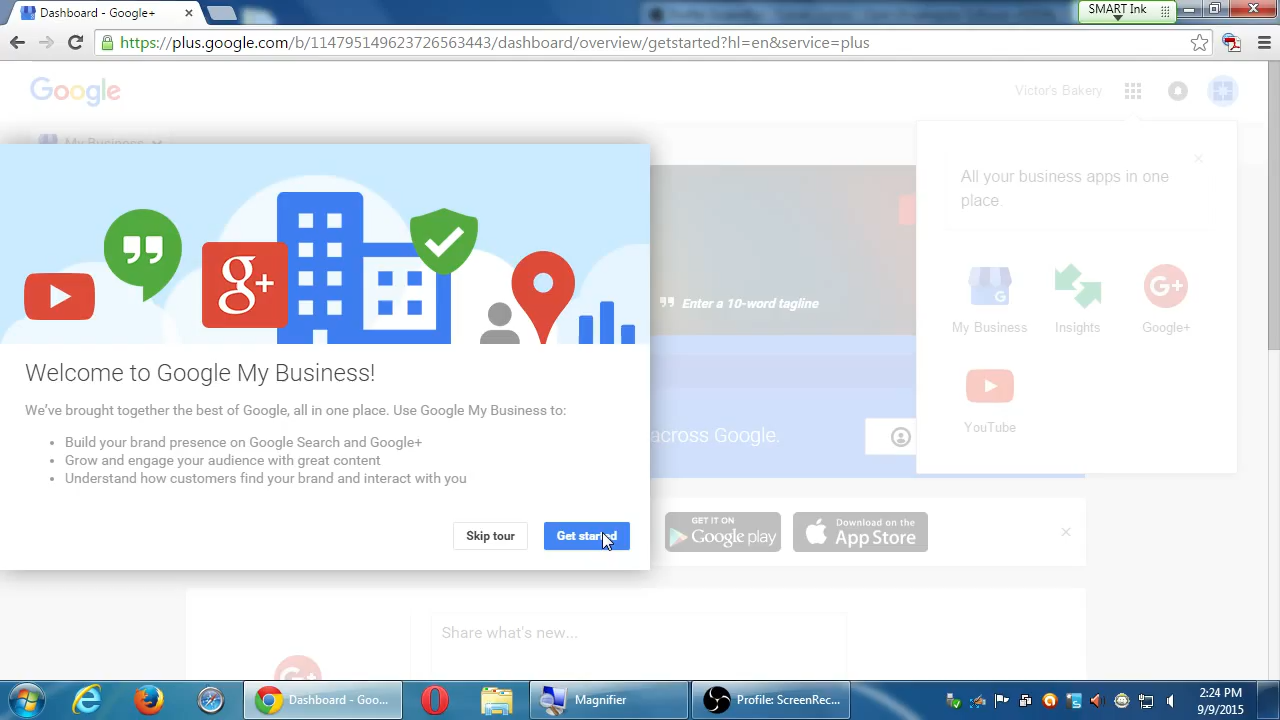 Dashboard - Google+
SMART Ink
https://plus.google.com/b/114795149623726563443/dashboard/overview/getstarted?hl=en&service=plus
Google
Victor's Bakery
My Business
All your business apps in one
place.
g+
Enter a 10-word tagline
My Business
Insights
Google+
G+
YouTube
Welcome to Google My Business!
We've brought together the best of Google, all in one place. Use Google My Business to:
across Google.
• Build your brand presence on Google Search and Google+
• Grow and engage your audience with great content
• Understand how customers find your brand and interact with you
Skip tour
Get started
GET IT ON
Google play
Download on the
App Store
Share what's new...
Dashboard - Goo...
Magnifier
Profile: ScreenRec...
2:24 PM
9/9/2015